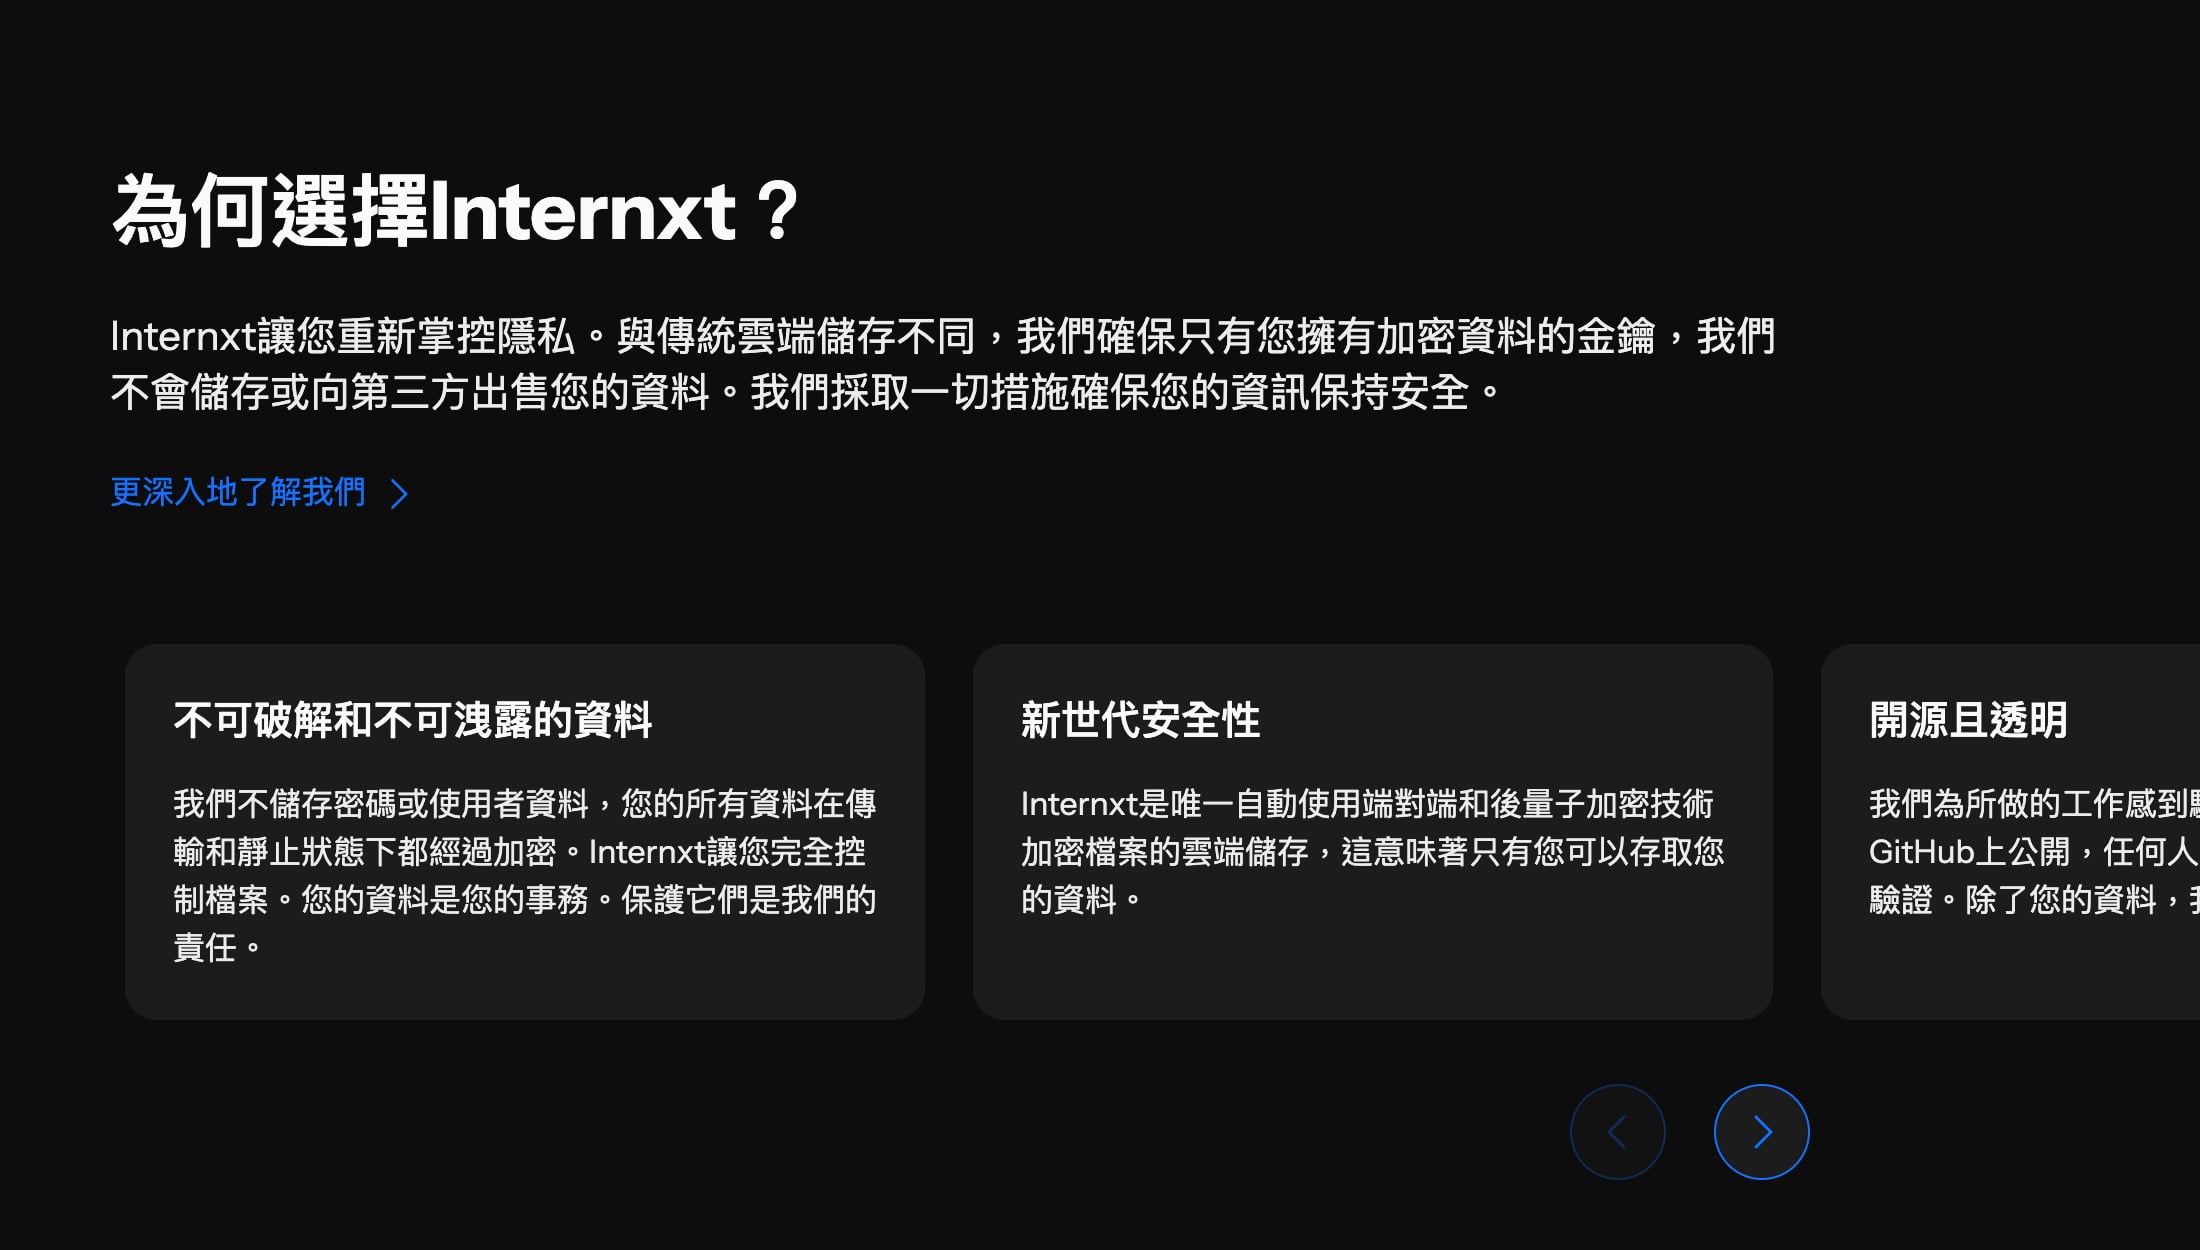 為何選擇Internxt？
Internxt讓您重新掌控隱私。與傳統雲端儲存不同，我們確保只有您擁有加密資料的金鑰，我們
不會儲存或向第三方出售您的資料。我們採取一切措施確保您的資訊保持安全。
更深入地了解我們
不可破解和不可洩露的資料
我們不儲存密碼或使用者資料，您的所有資料在傳
輸和靜止狀態下都經過加密。Internxt讓您完全控
制檔案。您的資料是您的事務。保護它們是我們的
責任。
新世代安全性
Internxt是唯一自動使用端對端和後量子加密技術
加密檔案的雲端儲存，這意味著只有您可以存取您
的資料。
開源且透明
我們為所做的工作感到
GitHub上公開，任何人
驗證。除了您的資料，